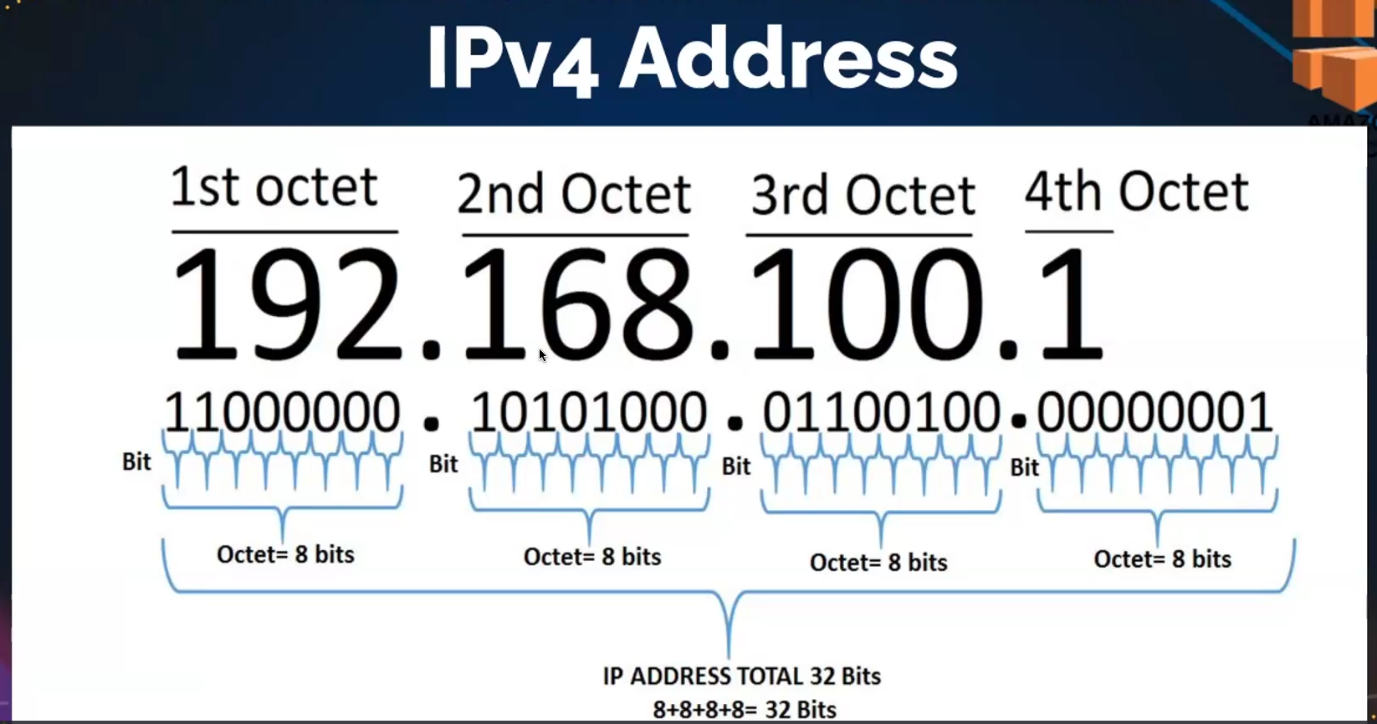 IPv4 Address
1st octet 2nd Octet 3rd Octet 4th Octet
192.168.100.1
11000000 . 10101000 . 01100100 . 00000001
Bit Bit Bit Bit
Octet= 8 bits Octet= 8 bits Octet= 8 bits Octet= 8 bits
IP ADDRESS TOTAL 32 Bits
8+8+8+8= 32 Bits